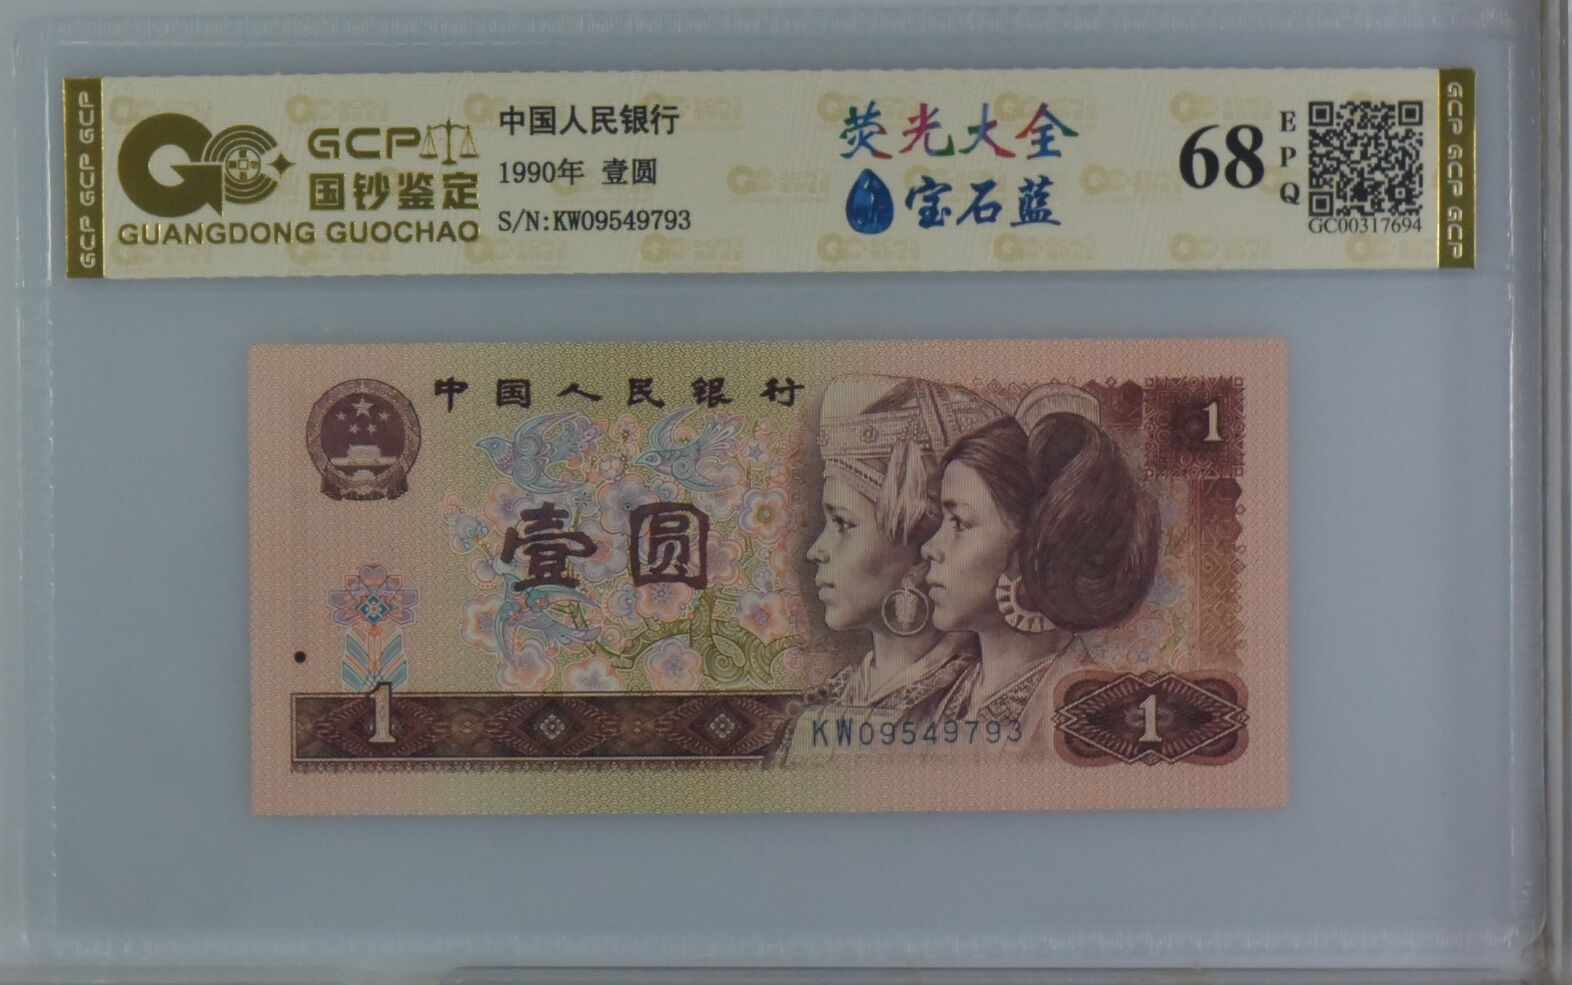 GCP GCP GCP
GCP
国钞鉴定
GUANGDONG GUOCHAO
中国人民银行
1990年 壹圆
S/N:KW09549793
荧光大全
宝石蓝
68
EPQ
GC00317694
GCP GCP GCP
中国人民银行
1
壹圆
1
KW09549793
1